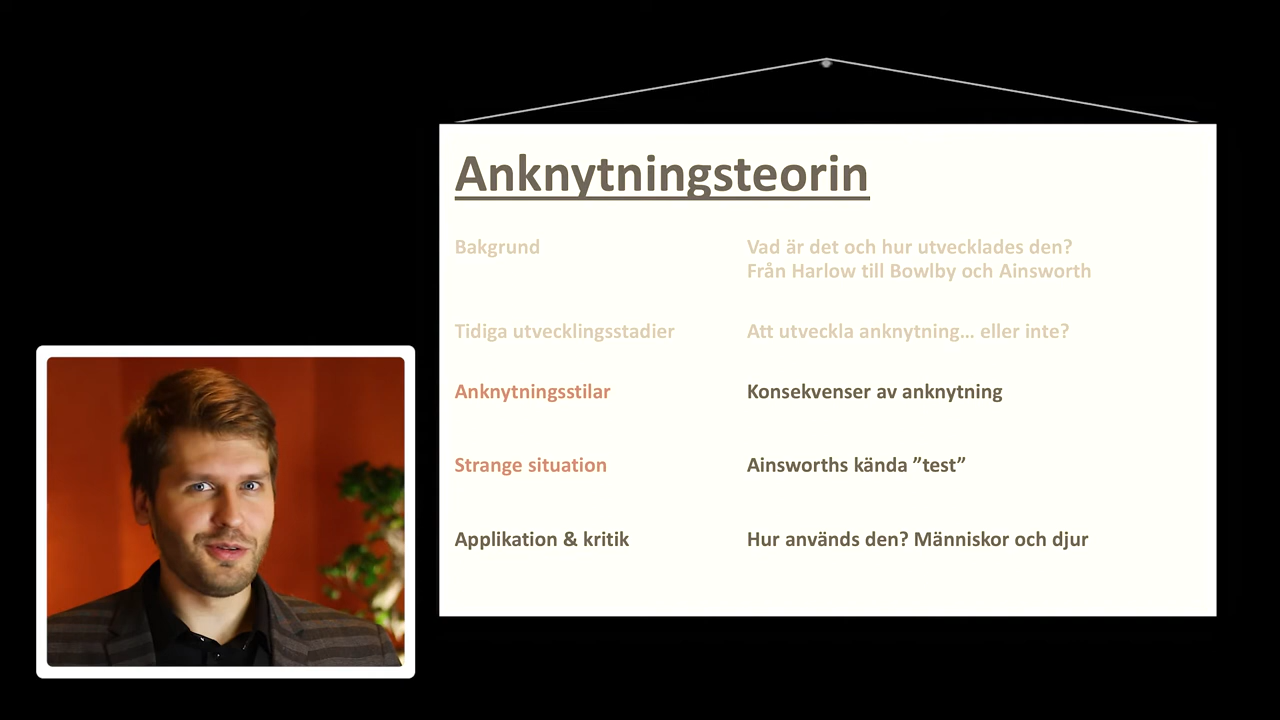 Anknytningsteorin
Bakgrund Vad är det och hur utvecklades den?
Från Harlow till Bowlby och Ainsworth
Tidiga utvecklingsstadier Att utveckla anknytning... eller inte?
Anknytningsstilar Konsekvenser av anknytning
Strange situation Ainsworths kända ”test”
Applikation & kritik Hur används den? Människor och djur